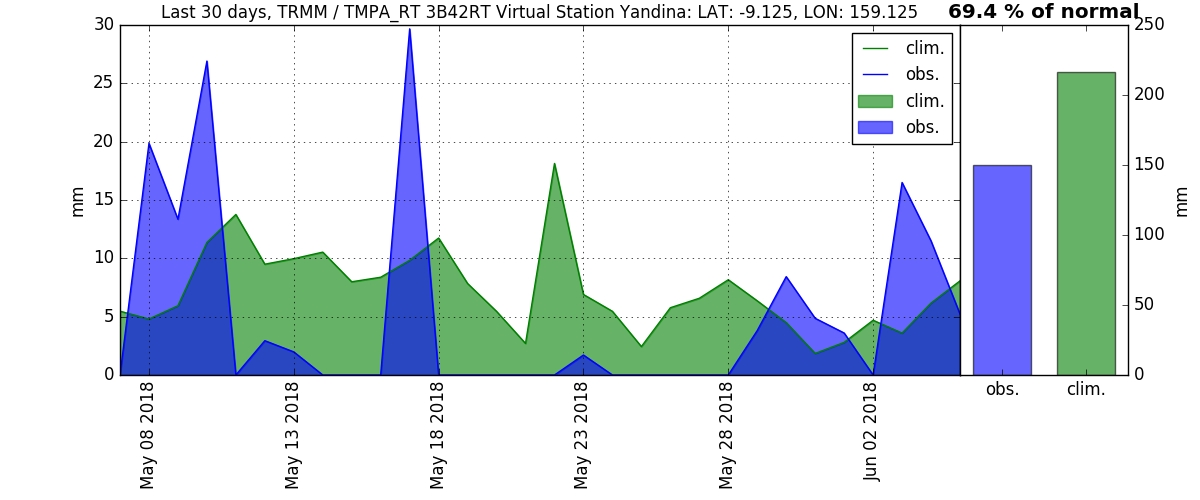 Last 30 days, TRMM / TMPA_RT 3B42RT Virtual Station Yandina: LAT: -9.125, LON: 159.125
69.4 % of normal
30
25
20
15
10
5
0
mm
clim.
obs.
clim.
obs.
May 08 2018
May 13 2018
May 18 2018
May 23 2018
May 28 2018
Jun 02 2018
250
200
150
100
50
0
mm
obs.
clim.